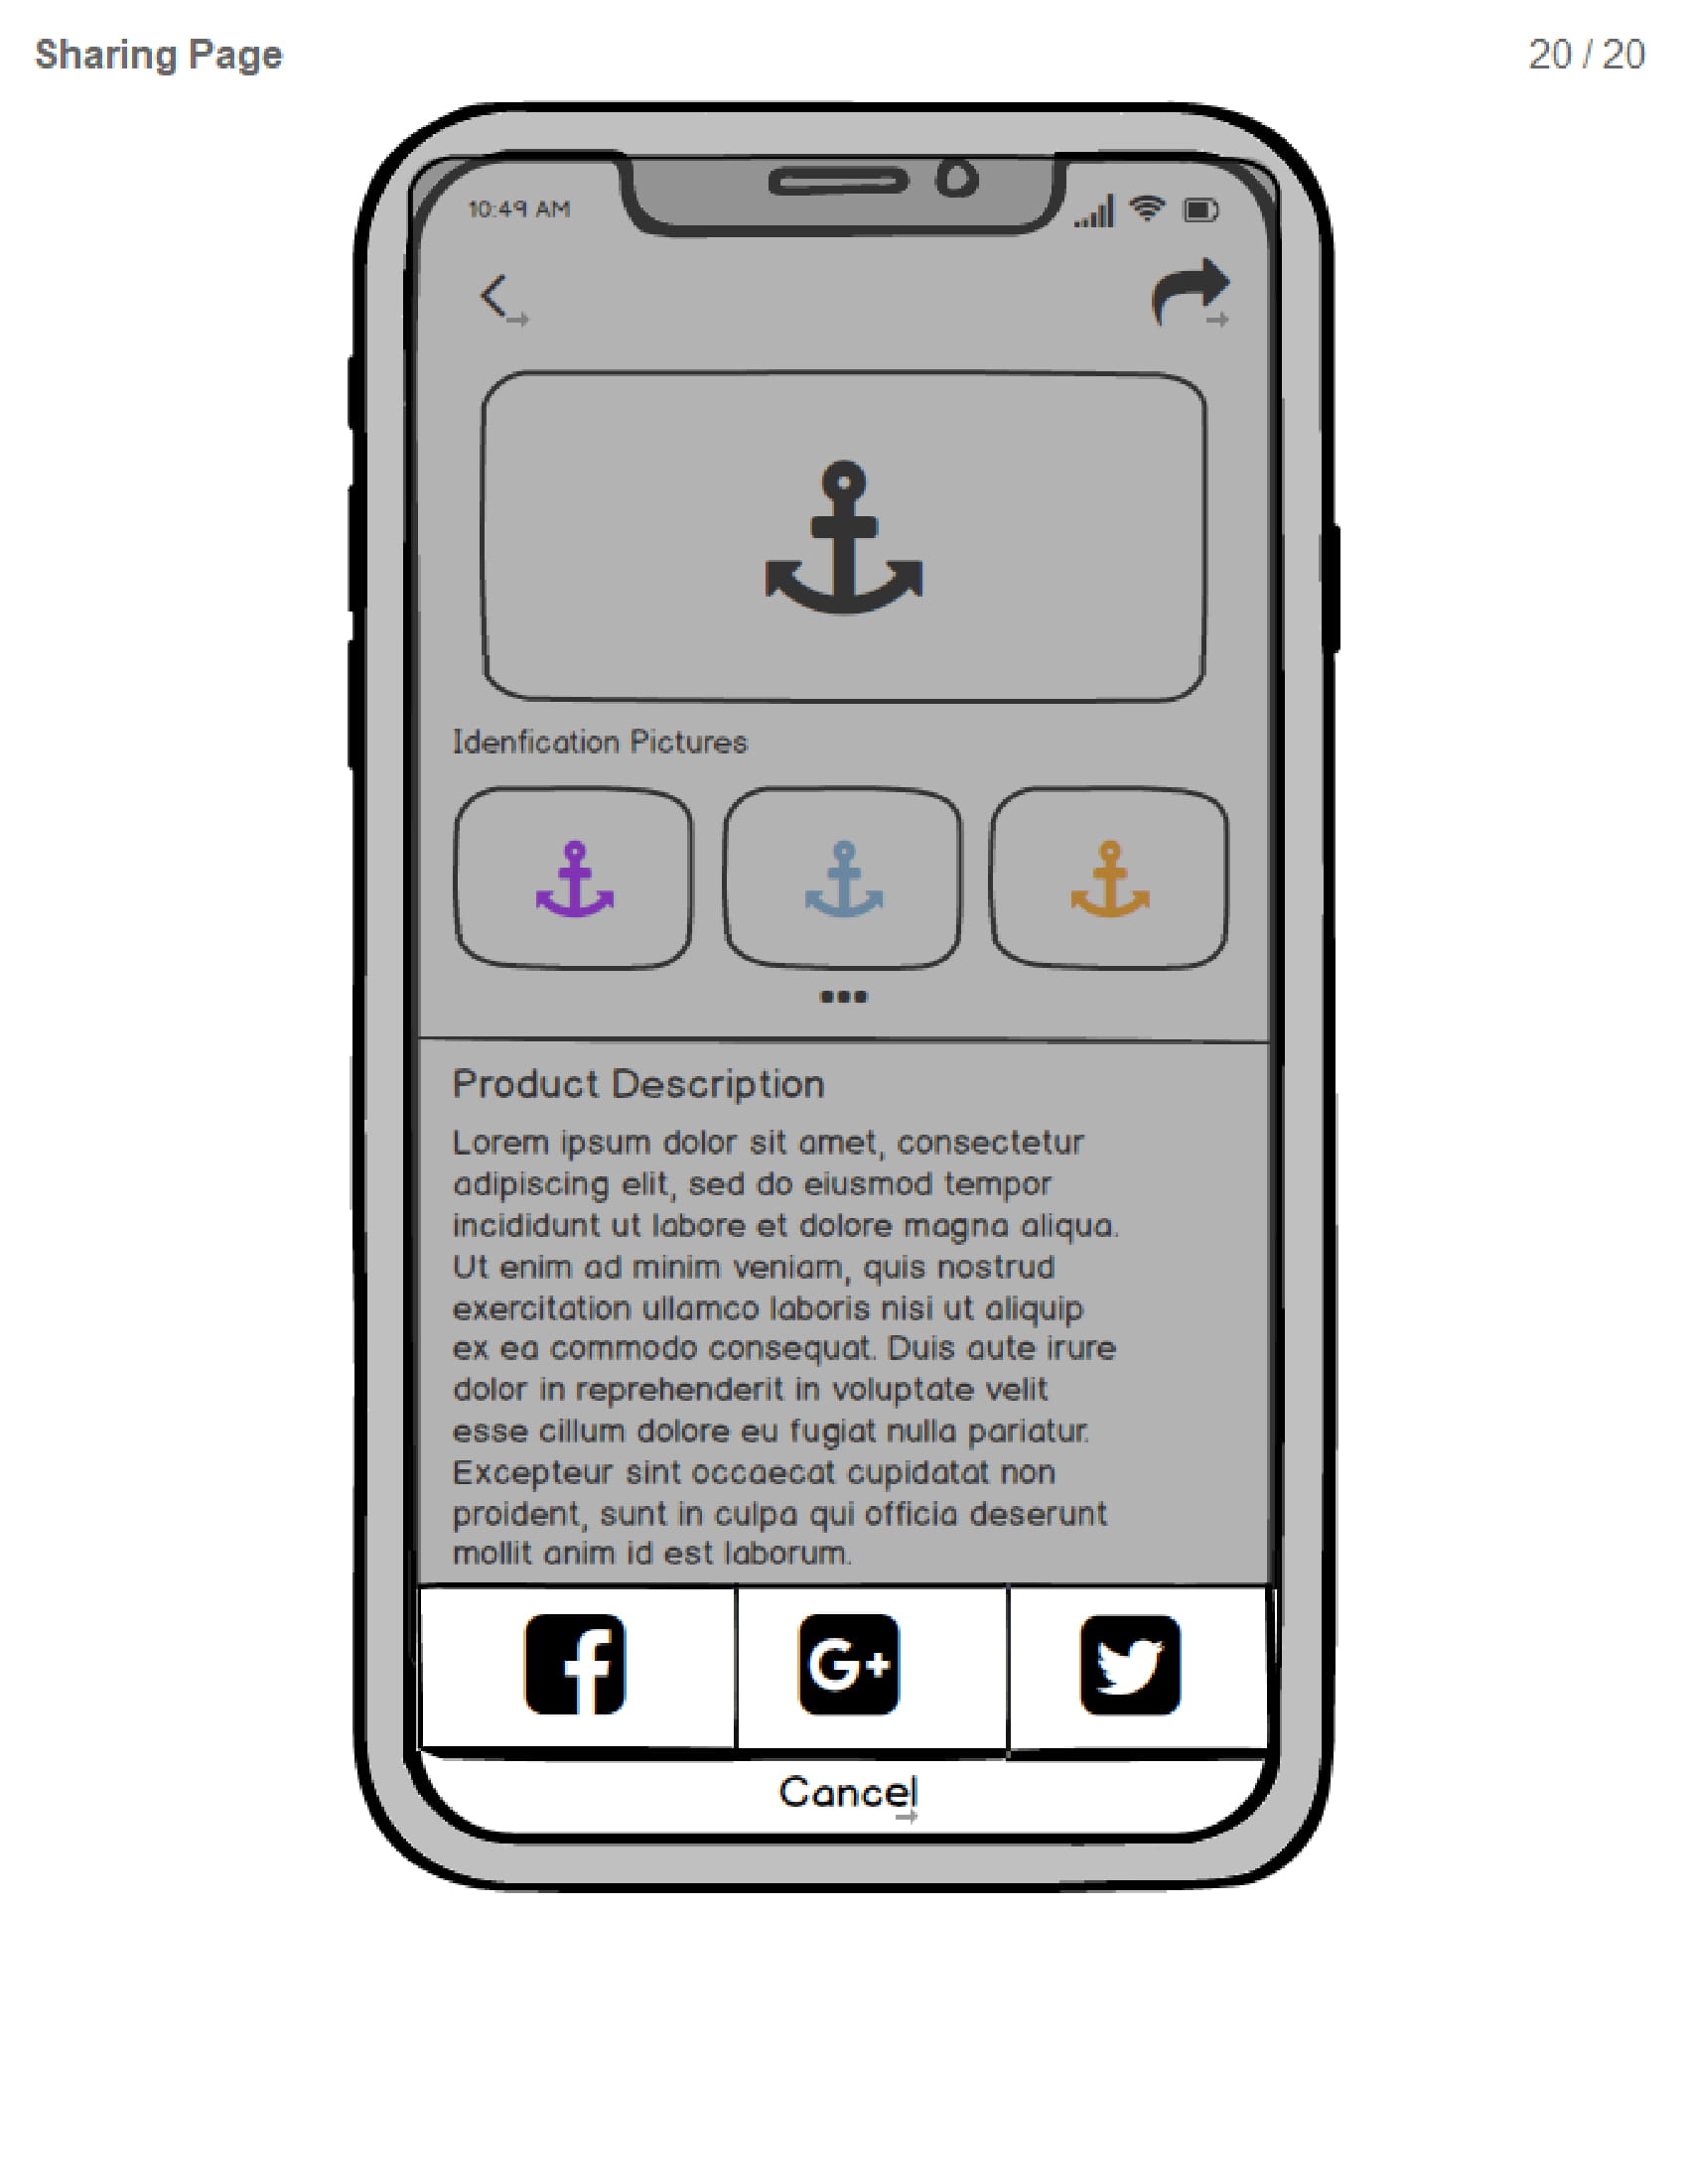 Sharing Page
20 / 20
10:49 AM
Idenfication Pictures
Product Description
Lorem ipsum dolor sit amet, consectetur
adipiscing elit, sed do eiusmod tempor
incididunt ut labore et dolore magna aliqua.
Ut enim ad minim veniam, quis nostrud
exercitation ullamco laboris nisi ut aliquip
ex ea commodo consequat. Duis aute irure
dolor in reprehenderit in voluptate velit
esse cillum dolore eu fugiat nulla pariatur.
Excepteur sint occaecat cupidatat non
proident, sunt in culpa qui officia deserunt
mollit anim id est laborum.
f
G+
Cancel